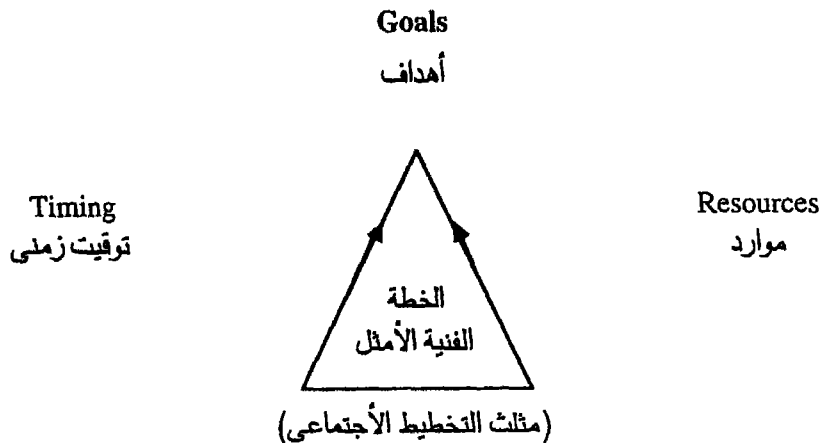 Goals
أهداف
Timing
توقيت زمنى
Resources
موارد
الخطة
الفنية الأمثل
(مثلث التخطيط الأجتماعى)